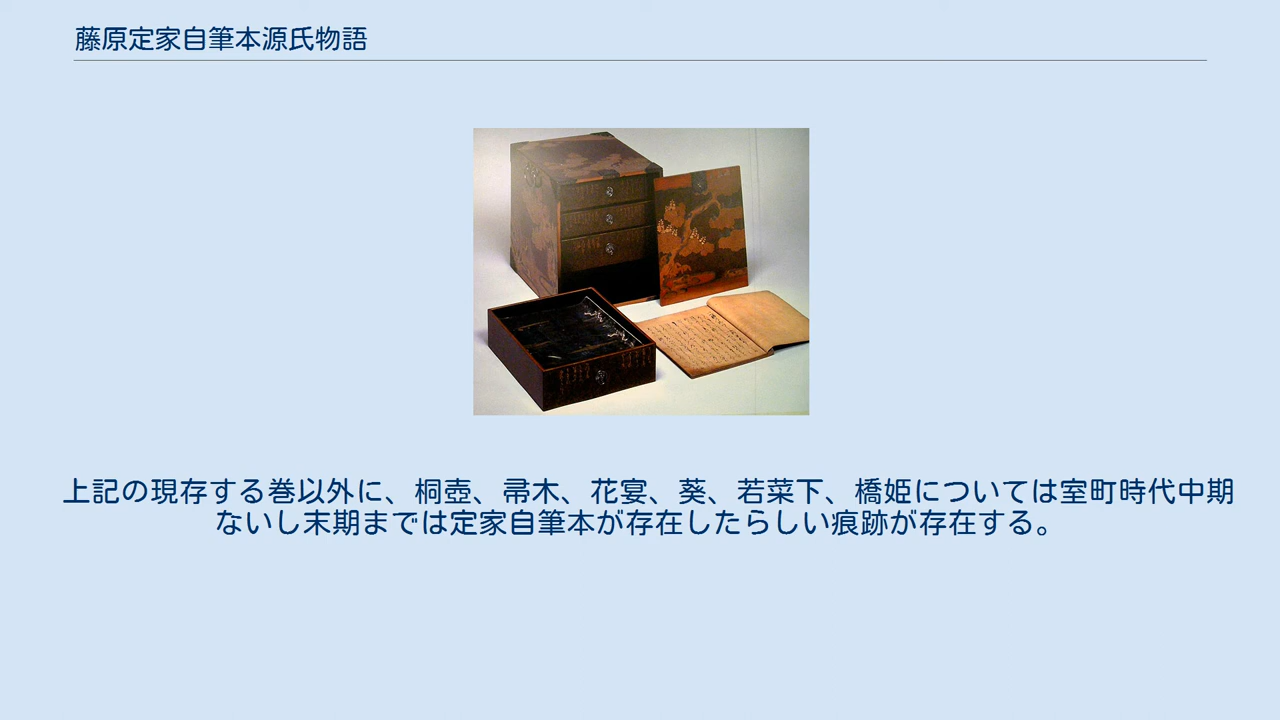 藤原定家自筆本源氏物語
上記の現存する巻以外に、桐壺、帚木、花宴、葵、若菜下、橋姫については室町時代中期
ないし末期までは定家自筆本が存在したらしい痕跡が存在する。